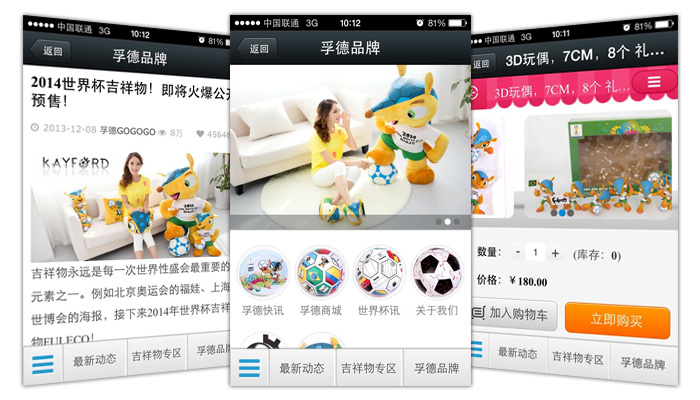 中国联通 3G 10:12 81%
返回 孚德品牌
2014世界杯吉祥物！即将火爆公开
预售！
2013-12-08 孚德GOGOGO 8万 45646
KAYFORD
吉祥物永远是每一次世界性盛会最重要的
元素之一。例如北京奥运会的福娃、上海
世博会的海报，接下来2014年世界杯吉祥
物FULECO！
最新动态 吉祥物专区 孚德品牌
中国联通 3G 10:12 81%
返回 孚德品牌
2014
孚德快讯 孚德商城 世界杯讯 关于我们
最新动态 吉祥物专区 孚德品牌
中国联通 3G 10:11 81%
返回 3D玩偶，7CM，8个 礼...
3D玩偶，7CM，8个 礼...
数量： - 1 + (库存：0)
价格：￥180.00
加入购物车 立即购买
最新动态 吉祥物专区 孚德品牌